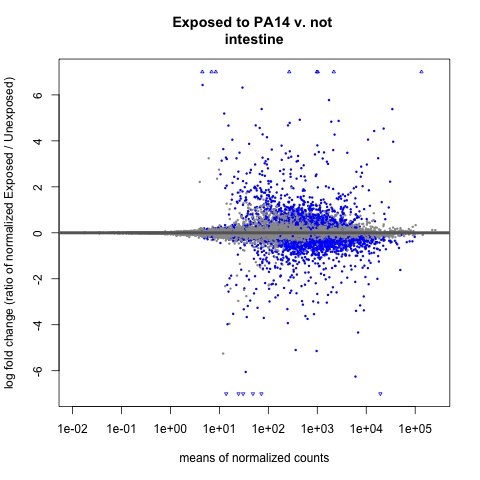 Exposed to PA14 v. not
intestine
log fold change (ratio of normalized Exposed / Unexposed)
6
4
2
0
-2
-4
-6
1e-02 1e-01 1e+00 1e+01 1e+02 1e+03 1e+04 1e+05
means of normalized counts